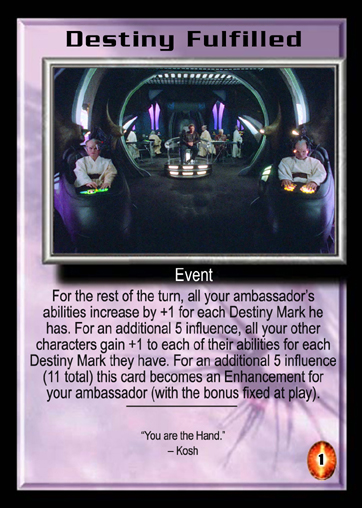 Destiny Fulfilled
Event
For the rest of the turn, all your ambassador's
abilities increase by +1 for each Destiny Mark he
has. For an additional 5 influence, all your other
characters gain +1 to each of their abilities for each
Destiny Mark they have. For an additional 5 influence
(11 total) this card becomes an Enhancement for
your ambassador (with the bonus fixed at play).
"You are the Hand."
– Kosh
1